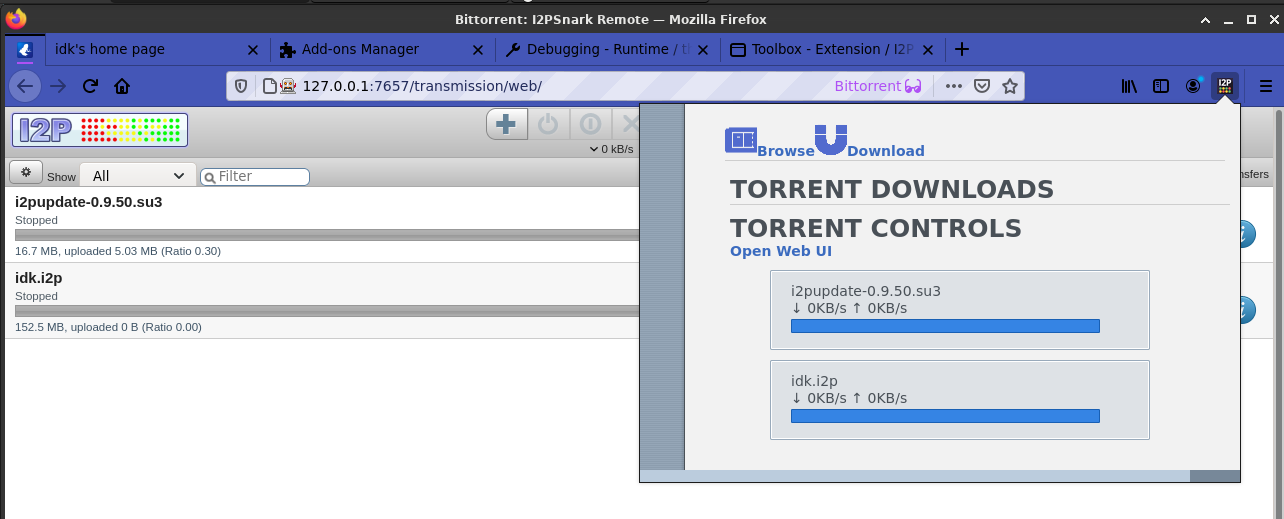 Bittorrent: I2PSnark Remote — Mozilla Firefox
idk's home page
Add-ons Manager
Debugging - Runtime / th
Toolbox - Extension / I2P
127.0.0.1:7657/transmission/web/
Bittorrent
I2P
I2P
0 kB/s
Show
All
Filter
nsfers
i2pupdate-0.9.50.su3
Stopped
16.7 MB, uploaded 5.03 MB (Ratio 0.30)
idk.i2p
Stopped
152.5 MB, uploaded 0 B (Ratio 0.00)
Browse Download
TORRENT DOWNLOADS
TORRENT CONTROLS
Open Web UI
i2pupdate-0.9.50.su3
↓ 0KB/s ↑ 0KB/s
idk.i2p
↓ 0KB/s ↑ 0KB/s